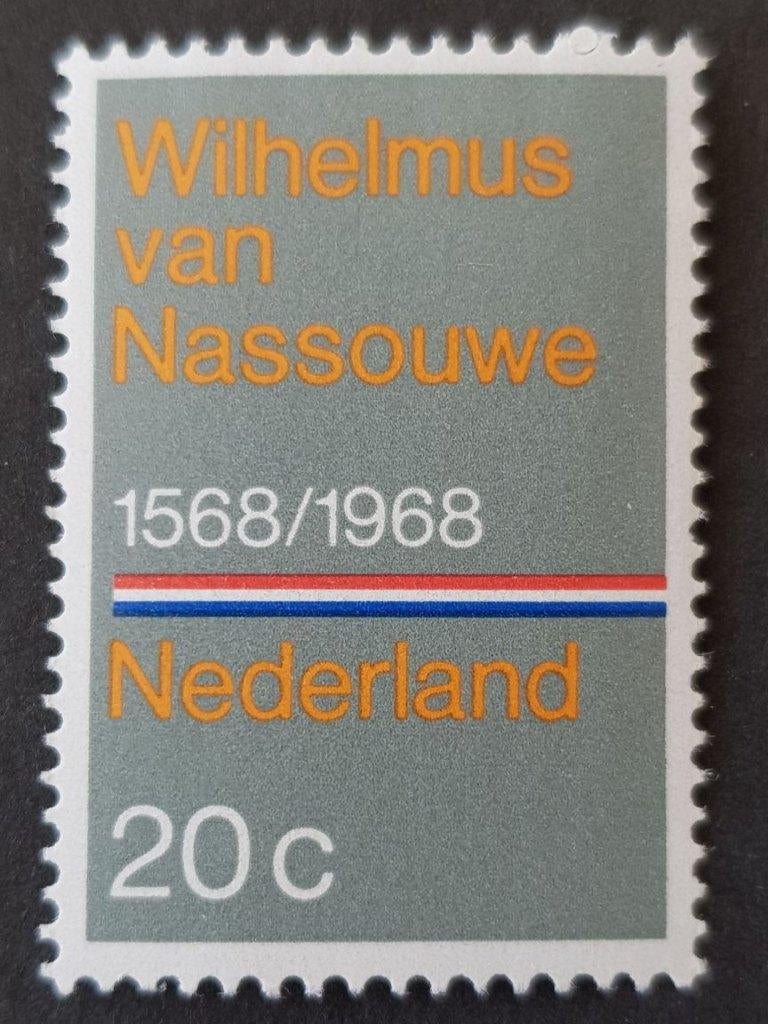 Wilhelmus
van
Nassouwe
1568/1968
Nederland
20 c